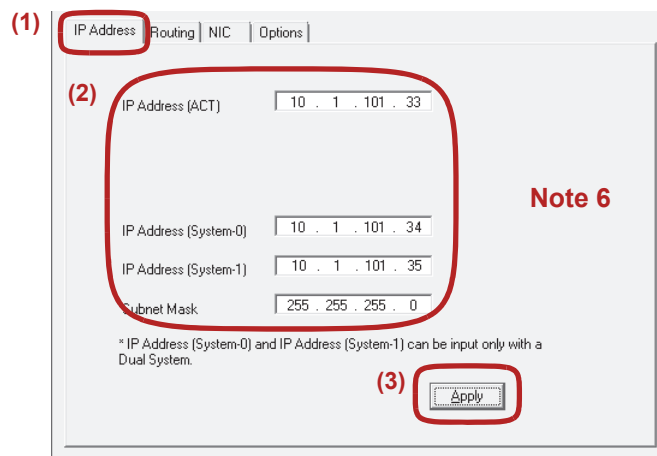 (1)
IP Address Routing NIC Options
(2)
IP Address (ACT) 10 . 1 . 101 . 33
Note 6
IP Address (System-0) 10 . 1 . 101 . 34
IP Address (System-1) 10 . 1 . 101 . 35
Subnet Mask 255 . 255 . 255 . 0
* IP Address (System-0) and IP Address (System-1) can be input only with a
Dual System.
(3)
Apply